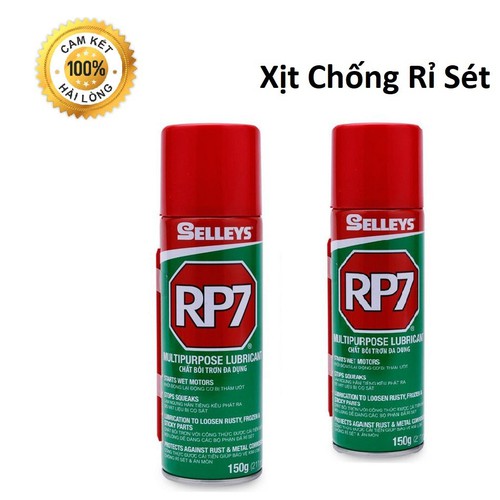 CAM KẾT
100%
HÀI LÒNG
Xịt Chống Rỉ Sét
SELLEYS
RP7
®
MULTIPURPOSE LUBRICANT
CHẤT BÔI TRƠN ĐA DỤNG
STARTS WET MOTORS
STOPS SQUEAKS
LUBRICATION TO LOOSEN RUSTY, FROZEN &
STICKY PARTS
PROTECTS AGAINST RUST & METAL CORROSION
150g
SELLEYS
RP7
®
MULTIPURPOSE LUBRICANT
CHẤT BÔI TRƠN ĐA DỤNG
STARTS WET MOTORS
STOPS SQUEAKS
LUBRICATION TO LOOSEN RUSTY, FROZEN &
STICKY PARTS
PROTECTS AGAINST RUST & METAL CORROSION
150g